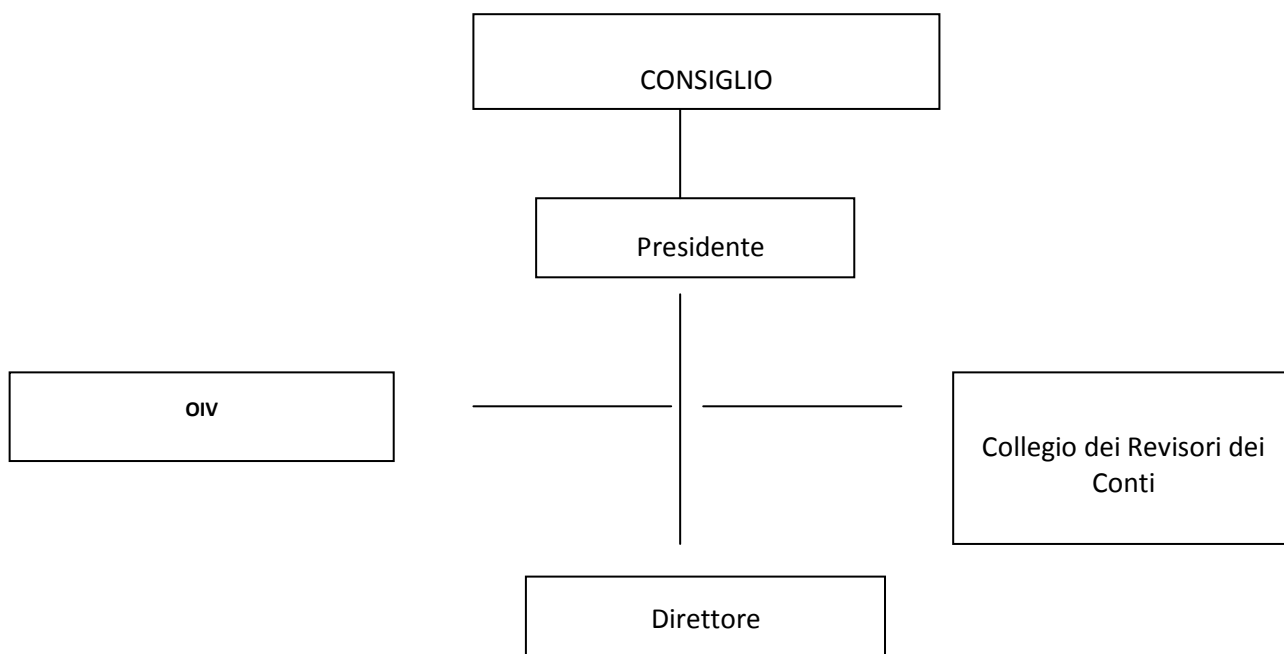 CONSIGLIO
Presidente
OIV
Collegio dei Revisori dei
Conti
Direttore